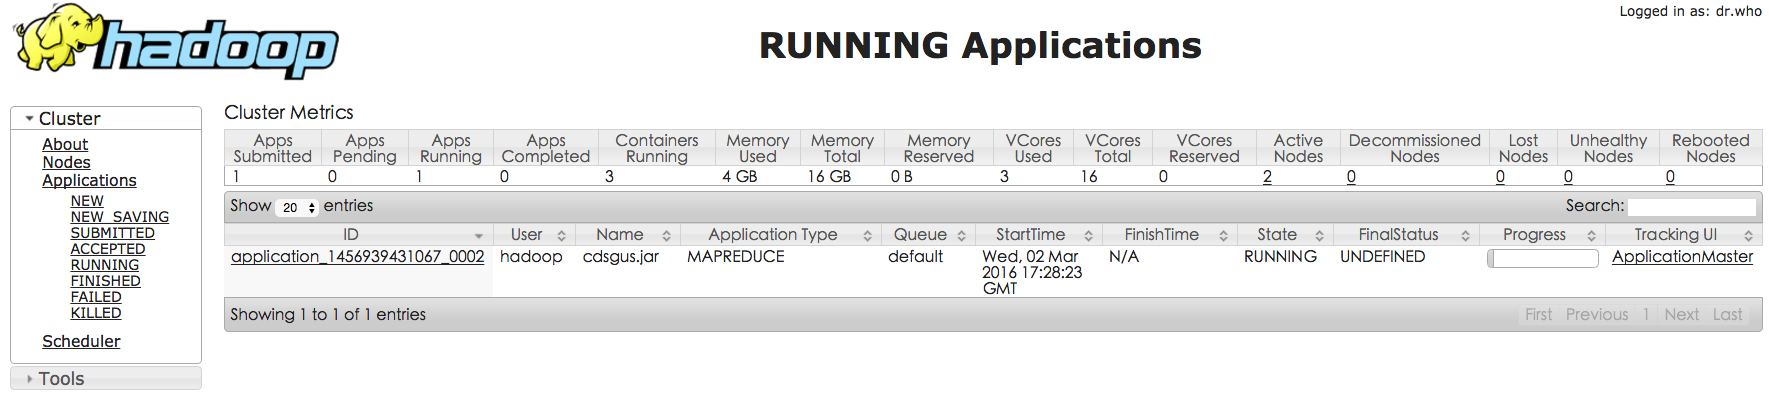 Logged in as: dr.who
hadoop
RUNNING Applications
Cluster
About
Nodes
Applications
NEW
NEW_SAVING
SUBMITTED
ACCEPTED
RUNNING
FINISHED
FAILED
KILLED
Scheduler
Tools
Cluster Metrics
Apps Submitted Apps Pending Apps Running Apps Completed Containers Running Memory Used Memory Total Memory Reserved VCores Used VCores Total VCores Reserved Active Nodes Decommissioned Nodes Lost Nodes Unhealthy Nodes Rebooted Nodes
1 0 1 0 3 4 GB 16 GB 0 B 3 16 0 2 0 0 0 0
Show 20 entries Search:
ID User Name Application Type Queue StartTime FinishTime State FinalStatus Progress Tracking UI
application_1456939431067_0002 hadoop cdsgus.jar MAPREDUCE default Wed, 02 Mar N/A RUNNING UNDEFINED ApplicationMaster
2016 17:28:23
GMT
Showing 1 to 1 of 1 entries First Previous 1 Next Last